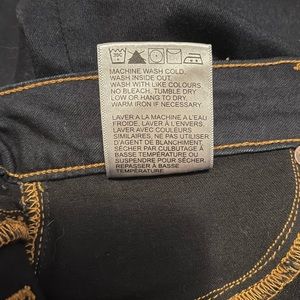 30C
MACHINE WASH COLD.
WASH INSIDE OUT.
WASH WITH LIKE COLOURS
NO BLEACH, TUMBLE DRY
LOW OR HANG TO DRY.
WARM IRON IF NECESSARY.
LAVER A LA MACHINE A L'EAU
FROIDE. LAVER À L'ENVERS.
LAVER AVEC COULEURS
SIMILAIRES, NE PAS UTILISER
D'AGENT DE BLANCHIMENT.
SÉCHER PAR CULBUTAGE À
BASSE TEMPÉRATURE OU
SUSPENDRE POUR SÉCHER.
REPASSER À BASSE
TEMPÉRATURE.